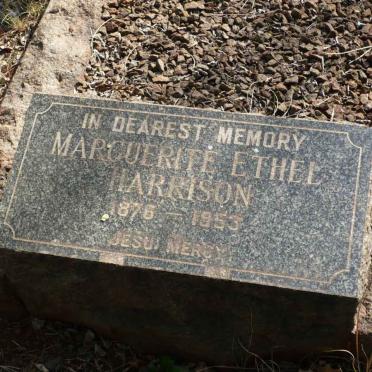 IN DEAREST MEMORY
MARGUERITE ETHEL
HARRISON
1876 — 1953
JESU MERCY